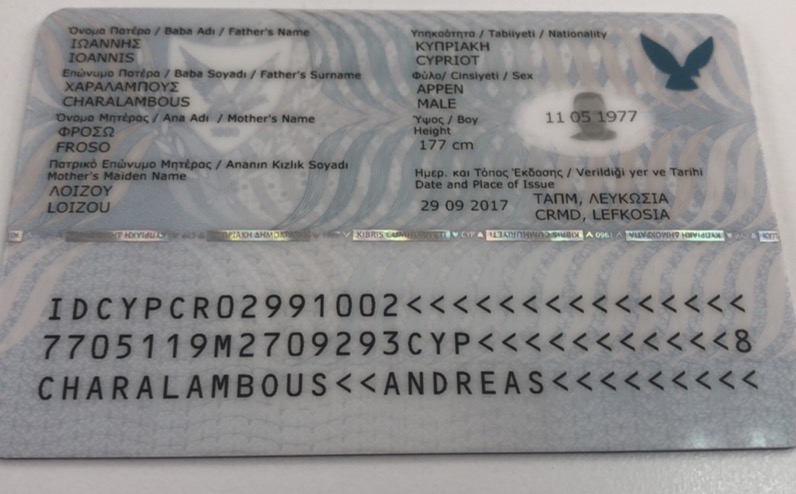 Όνομα Πατέρα / Baba Adı / Father's Name
ΙΩΑΝΝΗΣ
IOANNIS
Επώνυμο Πατέρα / Baba Soyadı / Father's Surname
ΧΑΡΑΛΑΜΠΟΥΣ
CHARALAMBOUS
Όνομα Μητέρας / Ana Adı / Mother's Name
ΦΡΟΣΩ
FROSO
Πατρικό Επώνυμο Μητέρας / Ananın Kızlık Soyadı
Mother's Maiden Name
ΛΟΙΖΟΥ
LOIZOU
Υπηκοότητα / Tabiiyeti / Nationality
ΚΥΠΡΙΑΚΗ
CYPRIOT
Φύλο/ Cinsiyeti / Sex
ΑΡΡΕΝ
MALE
Ύψος / Boy
Height
177 cm
11 05 1977
Ημερ. και Τόπος Έκδοσης / Verildiği yer ve Tarihi
Date and Place of Issue
29 09 2017 ΤΑΠΜ, ΛΕΥΚΩΣΙΑ
CRMD, LEFKOSIA
IDCYPCR02991002<<<<<<<<<<<<<<<
7705119M2709293CYP<<<<<<<<<<<8
CHARALAMBOUS<<ANDREAS<<<<<<<<<